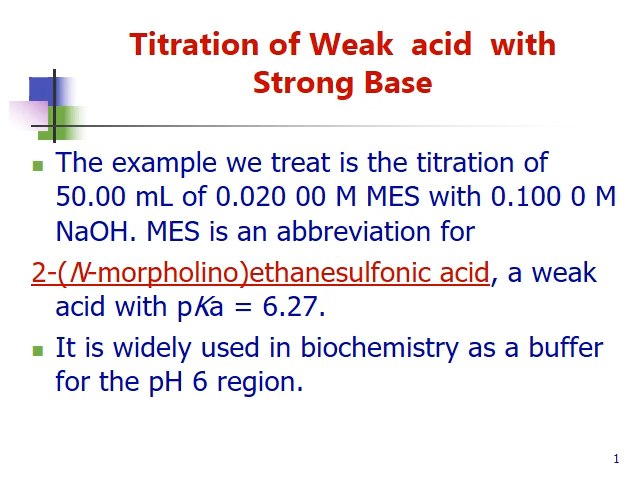 Titration of Weak acid with
Strong Base
The example we treat is the titration of
50.00 mL of 0.020 00 M MES with 0.100 0 M
NaOH. MES is an abbreviation for
2-(N-morpholino)ethanesulfonic acid, a weak
acid with pKa = 6.27.
It is widely used in biochemistry as a buffer
for the pH 6 region.
1